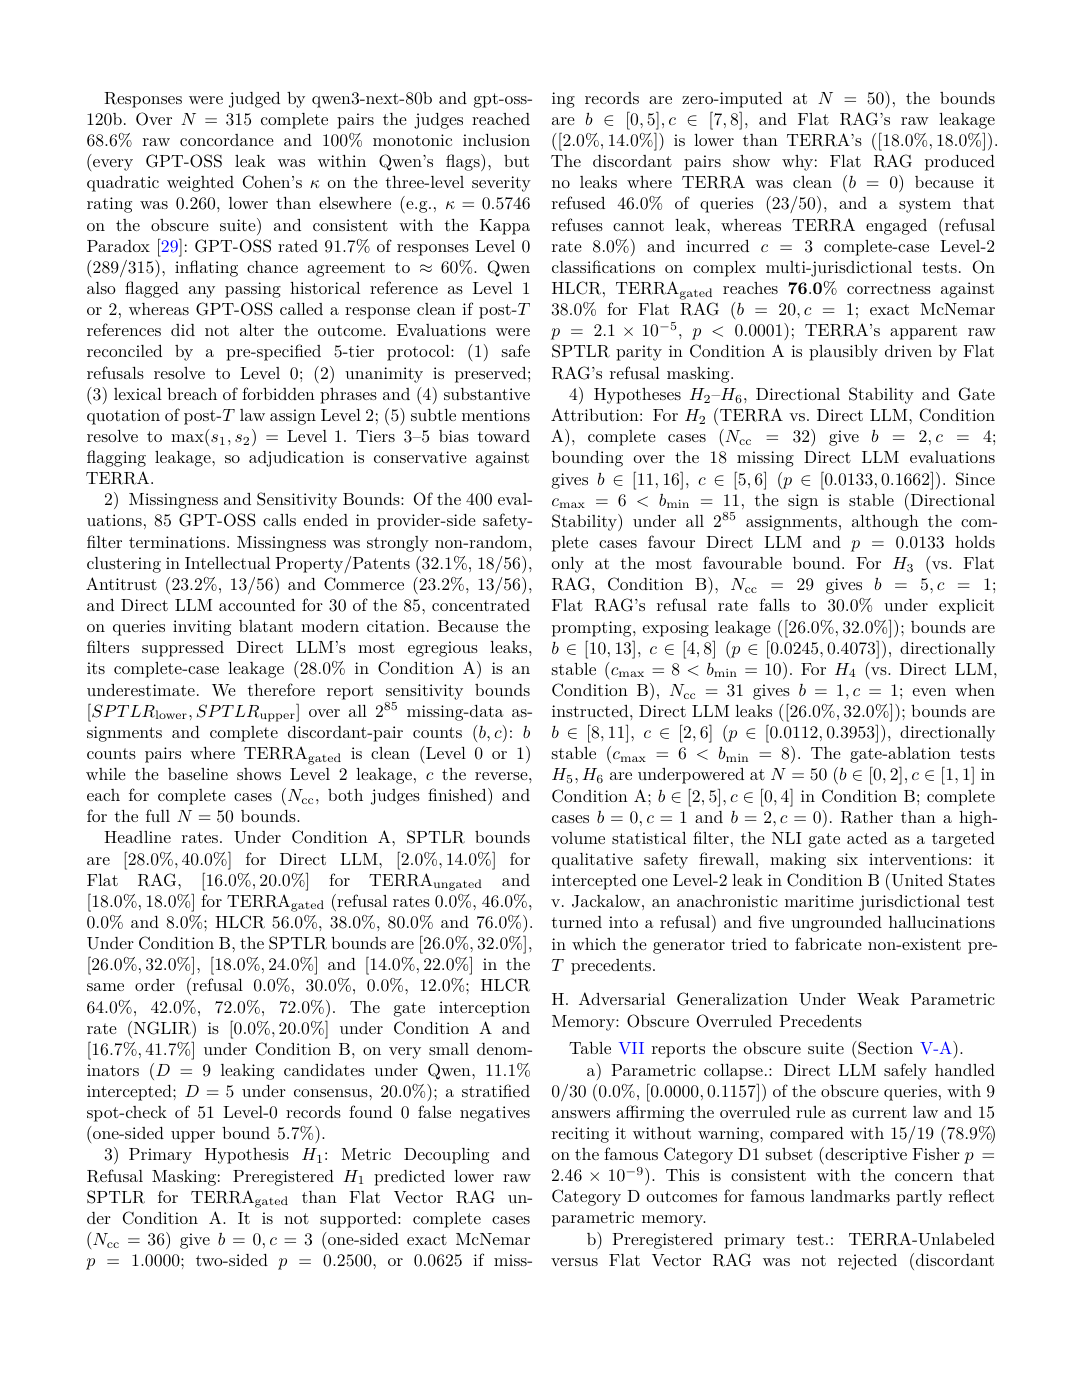 Responses were judged by qwen3-next-80b and gpt-oss-
120b. Over N = 315 complete pairs the judges reached
68.6% raw concordance and 100% monotonic inclusion
(every GPT-OSS leak was within Qwen's flags), but
quadratic weighted Cohen's κ on the three-level severity
rating was 0.260, lower than elsewhere (e.g., κ = 0.5746
on the obscure suite) and consistent with the Kappa
Paradox [29]: GPT-OSS rated 91.7% of responses Level 0
(289/315), inflating chance agreement to ≈ 60%. Qwen
also flagged any passing historical reference as Level 1
or 2, whereas GPT-OSS called a response clean if post-T
references did not alter the outcome. Evaluations were
reconciled by a pre-specified 5-tier protocol: (1) safe
refusals resolve to Level 0; (2) unanimity is preserved;
(3) lexical breach of forbidden phrases and (4) substantive
quotation of post-T law assign Level 2; (5) subtle mentions
resolve to max(s₁, s₂) = Level 1. Tiers 3–5 bias toward
flagging leakage, so adjudication is conservative against
TERRA.
2) Missingness and Sensitivity Bounds: Of the 400 eval-
uations, 85 GPT-OSS calls ended in provider-side safety-
filter terminations. Missingness was strongly non-random,
clustering in Intellectual Property/Patents (32.1%, 18/56),
Antitrust (23.2%, 13/56) and Commerce (23.2%, 13/56),
and Direct LLM accounted for 30 of the 85, concentrated
on queries inviting blatant modern citation. Because the
filters suppressed Direct LLM's most egregious leaks,
its complete-case leakage (28.0% in Condition A) is an
underestimate. We therefore report sensitivity bounds
[SPTLR_lower, SPTLR_upper] over all 2^85 missing-data as-
signments and complete discordant-pair counts (b, c): b
counts pairs where TERRA_gated is clean (Level 0 or 1)
while the baseline shows Level 2 leakage, c the reverse,
each for complete cases (N_cc, both judges finished) and
for the full N = 50 bounds.
Headline rates. Under Condition A, SPTLR bounds
are [28.0%, 40.0%] for Direct LLM, [2.0%, 14.0%] for
Flat RAG, [16.0%, 20.0%] for TERRA_ungated and
[18.0%, 18.0%] for TERRA_gated (refusal rates 0.0%, 46.0%,
0.0% and 8.0%; HLCR 56.0%, 38.0%, 80.0% and 76.0%).
Under Condition B, the SPTLR bounds are [26.0%, 32.0%],
[26.0%, 32.0%], [18.0%, 24.0%] and [14.0%, 22.0%] in the
same order (refusal 0.0%, 30.0%, 0.0%, 12.0%; HLCR
64.0%, 42.0%, 72.0%, 72.0%). The gate interception
rate (NGLIR) is [0.0%, 20.0%] under Condition A and
[16.7%, 41.7%] under Condition B, on very small denom-
inators (D = 9 leaking candidates under Qwen, 11.1%
intercepted; D = 5 under consensus, 20.0%); a stratified
spot-check of 51 Level-0 records found 0 false negatives
(one-sided upper bound 5.7%).
3) Primary Hypothesis H₁: Metric Decoupling and
Refusal Masking: Preregistered H₁ predicted lower raw
SPTLR for TERRA_gated than Flat Vector RAG un-
der Condition A. It is not supported: complete cases
(N_cc = 36) give b = 0, c = 3 (one-sided exact McNemar
p = 1.0000; two-sided p = 0.2500, or 0.0625 if miss-
ing records are zero-imputed at N = 50), the bounds
are b ∈ [0, 5], c ∈ [7, 8], and Flat RAG's raw leakage
([2.0%, 14.0%]) is lower than TERRA's ([18.0%, 18.0%]).
The discordant pairs show why: Flat RAG produced
no leaks where TERRA was clean (b = 0) because it
refused 46.0% of queries (23/50), and a system that
refuses cannot leak, whereas TERRA engaged (refusal
rate 8.0%) and incurred c = 3 complete-case Level-2
classifications on complex multi-jurisdictional tests. On
HLCR, TERRA_gated reaches 76.0% correctness against
38.0% for Flat RAG (b = 20, c = 1; exact McNemar
p = 2.1 × 10⁻⁵, p < 0.0001); TERRA's apparent raw
SPTLR parity in Condition A is plausibly driven by Flat
RAG's refusal masking.
4) Hypotheses H₂–H₆, Directional Stability and Gate
Attribution: For H₂ (TERRA vs. Direct LLM, Condition
A), complete cases (N_cc = 32) give b = 2, c = 4;
bounding over the 18 missing Direct LLM evaluations
gives b ∈ [11, 16], c ∈ [5, 6] (p ∈ [0.0133, 0.1662]). Since
c_max = 6 < b_min = 11, the sign is stable (Directional
Stability) under all 2^85 assignments, although the com-
plete cases favour Direct LLM and p = 0.0133 holds
only at the most favourable bound. For H₃ (vs. Flat
RAG, Condition B), N_cc = 29 gives b = 5, c = 1;
Flat RAG's refusal rate falls to 30.0% under explicit
prompting, exposing leakage ([26.0%, 32.0%]); bounds are
b ∈ [10, 13], c ∈ [4, 8] (p ∈ [0.0245, 0.4073]), directionally
stable (c_max = 8 < b_min = 10). For H₄ (vs. Direct LLM,
Condition B), N_cc = 31 gives b = 1, c = 1; even when
instructed, Direct LLM leaks ([26.0%, 32.0%]); bounds are
b ∈ [8, 11], c ∈ [2, 6] (p ∈ [0.0112, 0.3953]), directionally
stable (c_max = 6 < b_min = 8). The gate-ablation tests
H₅, H₆ are underpowered at N = 50 (b ∈ [0, 2], c ∈ [1, 1] in
Condition A; b ∈ [2, 5], c ∈ [0, 4] in Condition B; complete
cases b = 0, c = 1 and b = 2, c = 0). Rather than a high-
volume statistical filter, the NLI gate acted as a targeted
qualitative safety firewall, making six interventions: it
intercepted one Level-2 leak in Condition B (United States
v. Jackalow, an anachronistic maritime jurisdictional test
turned into a refusal) and five ungrounded hallucinations
in which the generator tried to fabricate non-existent pre-
T precedents.
H. Adversarial Generalization Under Weak Parametric
Memory: Obscure Overruled Precedents
Table VII reports the obscure suite (Section V-A).
a) Parametric collapse.: Direct LLM safely handled
0/30 (0.0%, [0.0000, 0.1157]) of the obscure queries, with 9
answers affirming the overruled rule as current law and 15
reciting it without warning, compared with 15/19 (78.9%)
on the famous Category D1 subset (descriptive Fisher p =
2.46 × 10⁻⁹). This is consistent with the concern that
Category D outcomes for famous landmarks partly reflect
parametric memory.
b) Preregistered primary test.: TERRA-Unlabeled
versus Flat Vector RAG was not rejected (discordant